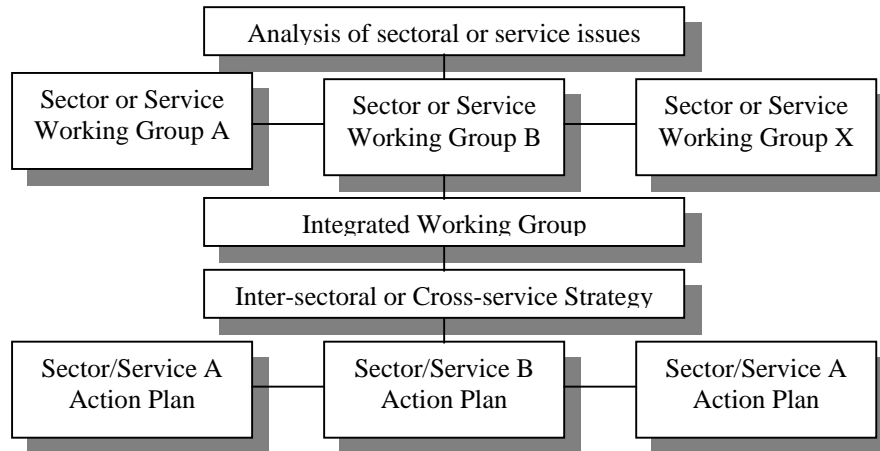 Analysis of sectoral or service issues
Sector or Service
Working Group A
Sector or Service
Working Group B
Sector or Service
Working Group X
Integrated Working Group
Inter-sectoral or Cross-service Strategy
Sector/Service A
Action Plan
Sector/Service B
Action Plan
Sector/Service A
Action Plan